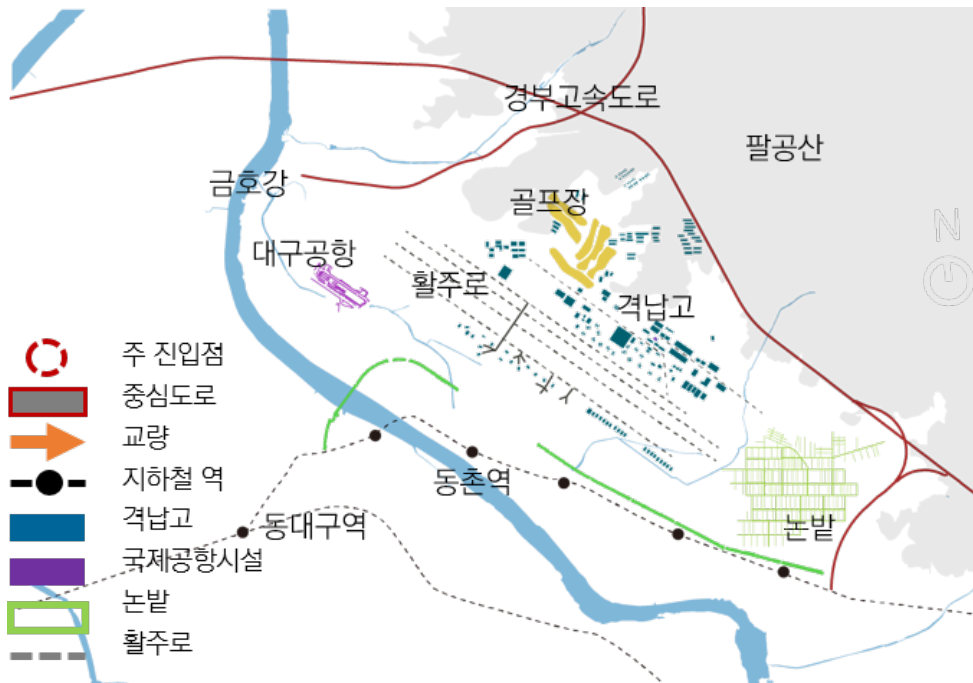 경부고속도로
팔공산
금호강
골프장
N
대구공항
활주로
격납고
주 진입점
중심도로
교량
지하철 역
동촌역
격납고
동대구역
논밭
국제공항시설
논밭
활주로